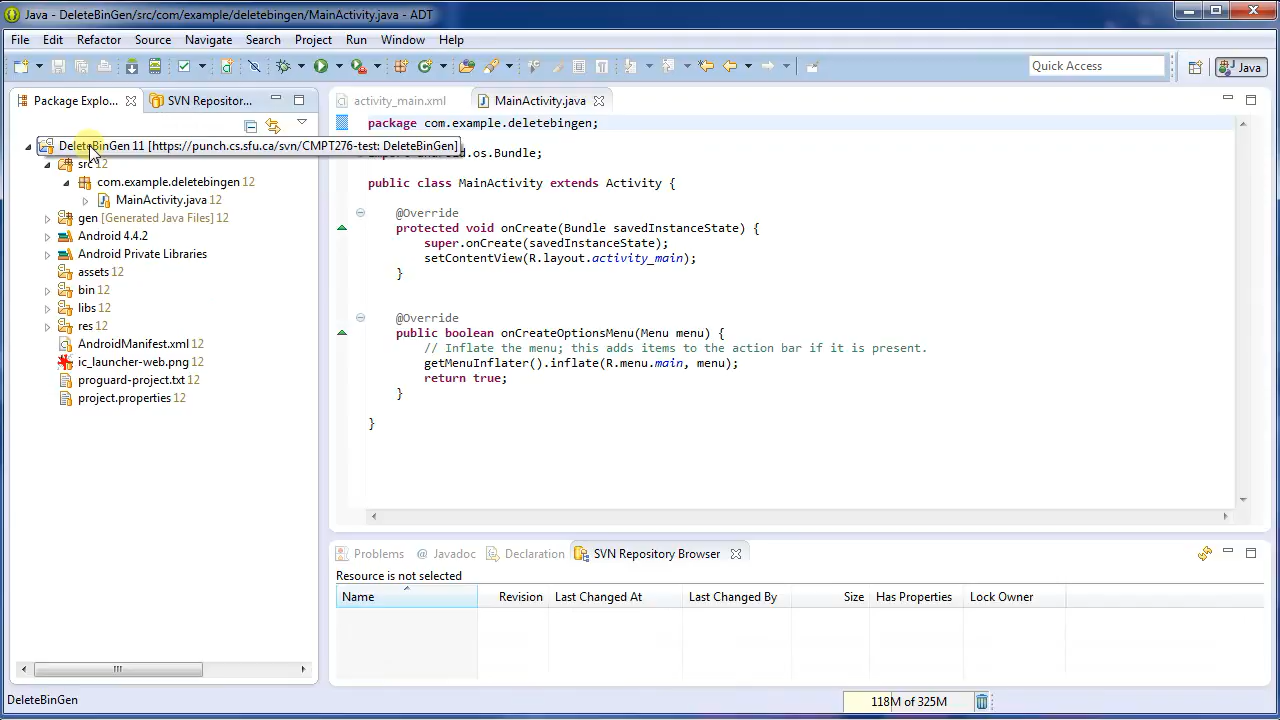 Java - DeleteBinGen/src/com/example/deletebingen/MainActivity.java - ADT
File Edit Refactor Source Navigate Search Project Run Window Help
Quick Access
Java
Package Explo...
SVN Repositor...
activity_main.xml
MainActivity.java
DeleteBinGen 11 [https://punch.cs.sfu.ca/svn/CMPT276-test: DeleteBinGen]
src 12
com.example.deletebingen 12
MainActivity.java 12
gen [Generated Java Files] 12
Android 4.4.2
Android Private Libraries
assets 12
bin 12
libs 12
res 12
AndroidManifest.xml 12
ic_launcher-web.png 12
proguard-project.txt 12
project.properties 12
package com.example.deletebingen;
android.os.Bundle;
public class MainActivity extends Activity {
@Override
protected void onCreate(Bundle savedInstanceState) {
super.onCreate(savedInstanceState);
setContentView(R.layout.activity_main);
}
@Override
public boolean onCreateOptionsMenu(Menu menu) {
// Inflate the menu; this adds items to the action bar if it is present.
getMenuInflater().inflate(R.menu.main, menu);
return true;
}
}
Problems @ Javadoc Declaration SVN Repository Browser
Resource is not selected
Name Revision Last Changed At Last Changed By Size Has Properties Lock Owner
DeleteBinGen
118M of 325M